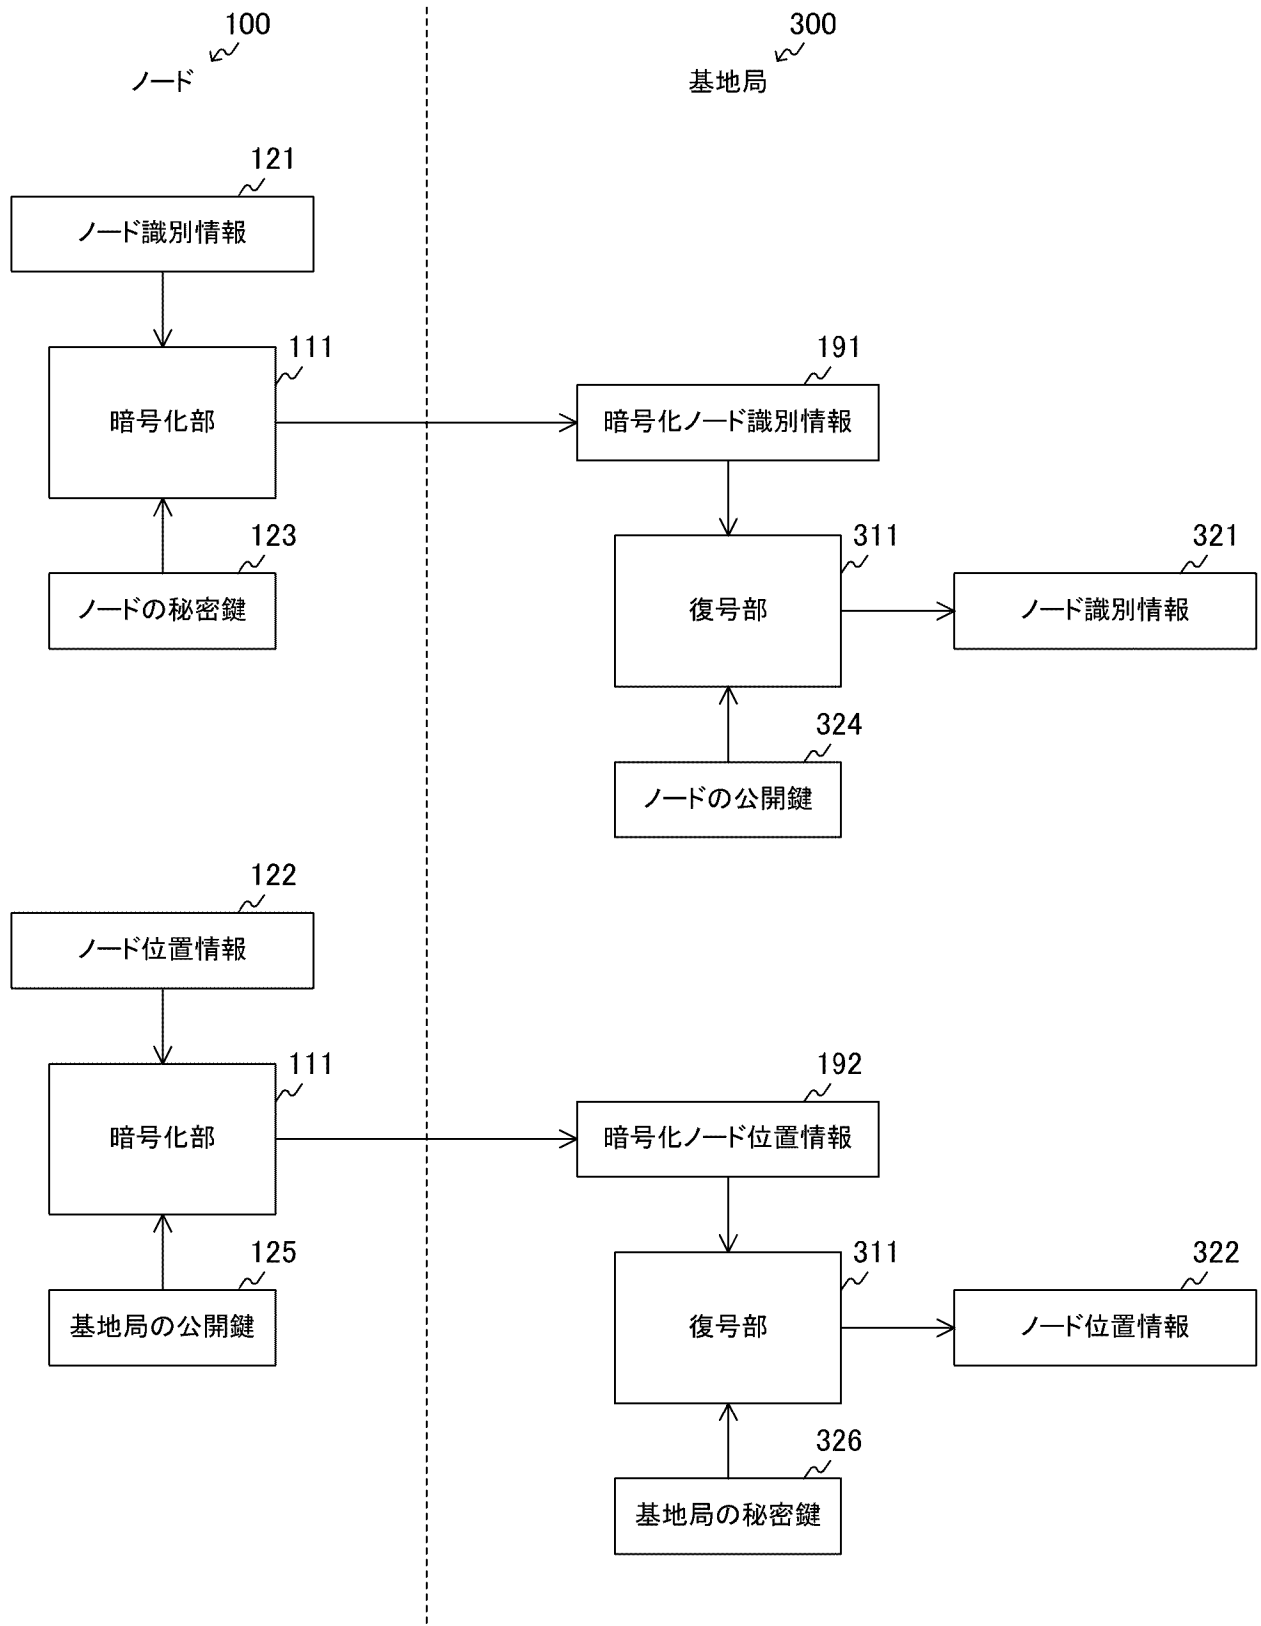 100
ノード
300
基地局
121
ノード識別情報
111
暗号化部
191
暗号化ノード識別情報
123
ノードの秘密鍵
311
復号部
321
ノード識別情報
324
ノードの公開鍵
122
ノード位置情報
111
暗号化部
192
暗号化ノード位置情報
125
基地局の公開鍵
311
復号部
322
ノード位置情報
326
基地局の秘密鍵